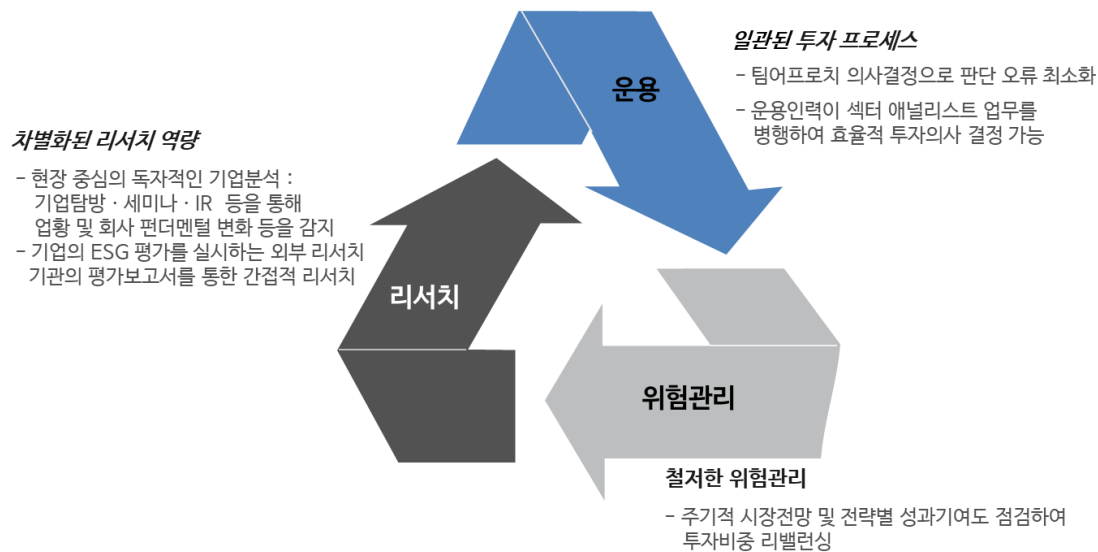 차별화된 리서치 역량
- 현장 중심의 독자적인 기업분석 :
기업탐방 · 세미나 · IR 등을 통해
업황 및 회사 펀더멘털 변화 등을 감지
- 기업의 ESG 평가를 실시하는 외부 리서치
기관의 평가보고서를 통한 간접적 리서치
리서치
운용
일관된 투자 프로세스
- 팀어프로치 의사결정으로 판단 오류 최소화
- 운용인력이 섹터 애널리스트 업무를
병행하여 효율적 투자의사 결정 가능
위험관리
철저한 위험관리
- 주기적 시장전망 및 전략별 성과기여도 점검하여
투자비중 리밸런싱